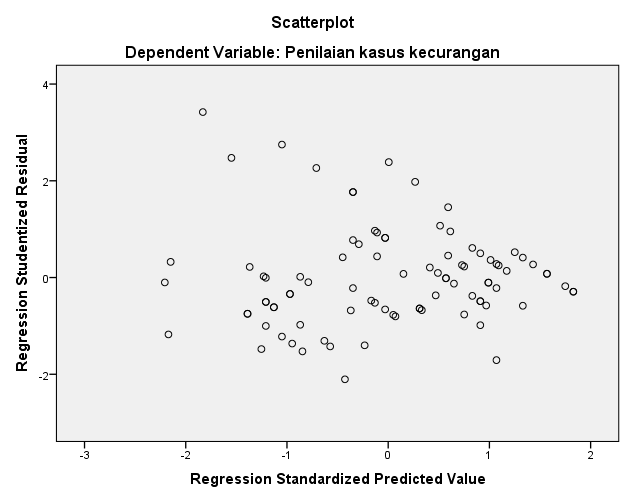 Scatterplot
Dependent Variable: Penilaian kasus kecurangan
Regression Studentized Residual
4
2
0
-2
-3
-2
-1
0
1
2
Regression Standardized Predicted Value